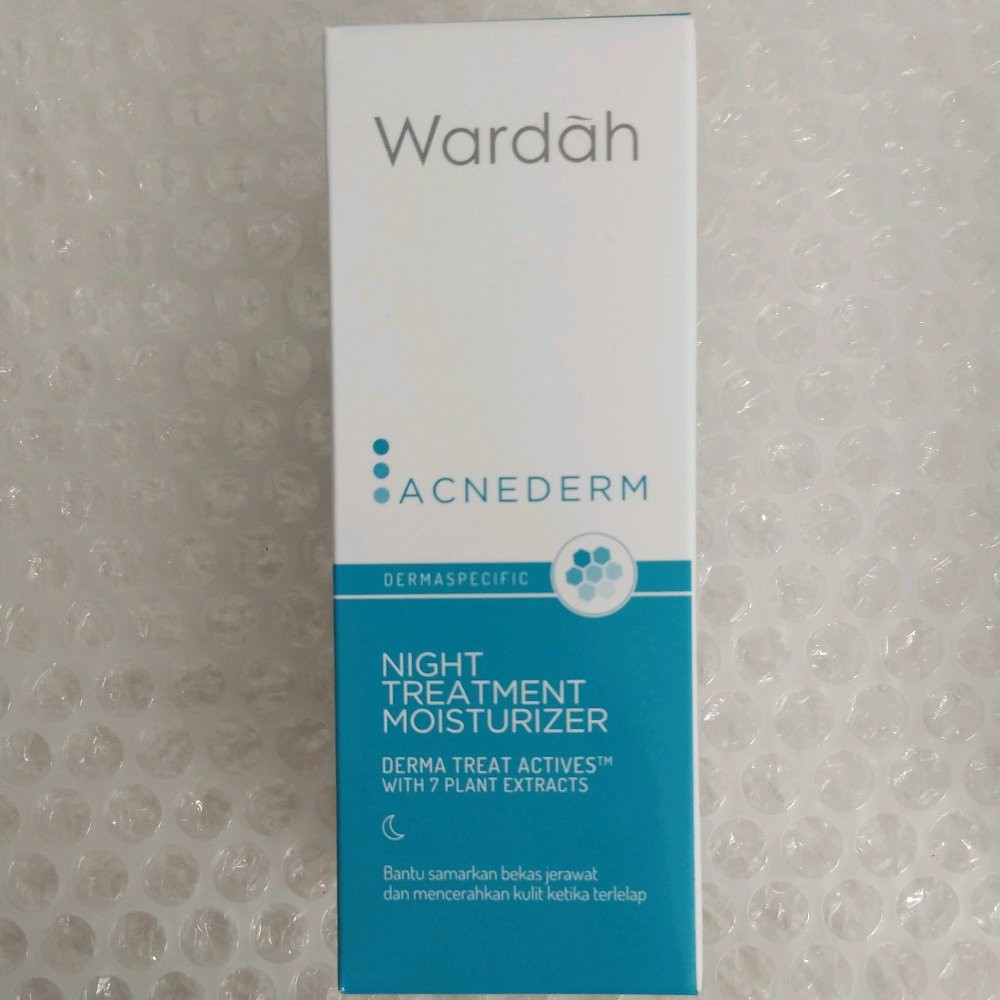 Wardãh
ACNEDERM
DERMASPECIFIC
NIGHT
TREATMENT
MOISTURIZER
DERMA TREAT ACTIVES™
WITH 7 PLANT EXTRACTS
Bantu samarkan bekas jerawat
dan mencerahkan kulit ketika terlelap